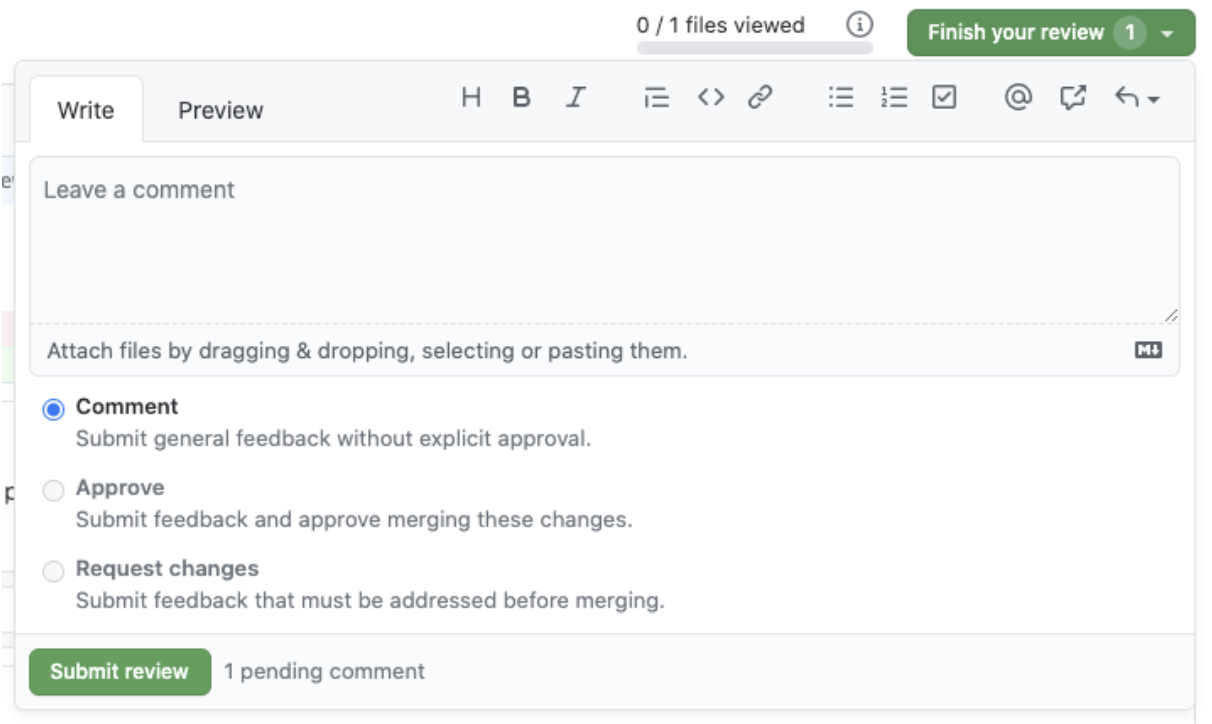 0 / 1 files viewed
Finish your review 1
Write Preview H B I
Leave a comment
Attach files by dragging & dropping, selecting or pasting them.
Comment
Submit general feedback without explicit approval.
Approve
Submit feedback and approve merging these changes.
Request changes
Submit feedback that must be addressed before merging.
Submit review 1 pending comment